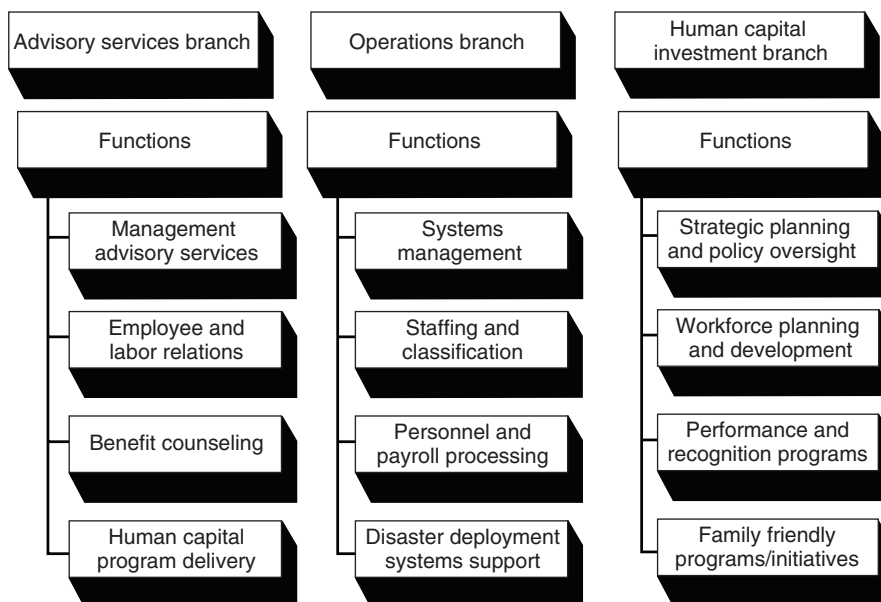 Advisory services branch
Functions
Management
advisory services
Employee and
labor relations
Benefit counseling
Human capital
program delivery
Operations branch
Functions
Systems
management
Staffing and
classification
Personnel and
payroll processing
Disaster deployment
systems support
Human capital
investment branch
Functions
Strategic planning
and policy oversight
Workforce planning
and development
Performance and
recognition programs
Family friendly
programs/initiatives